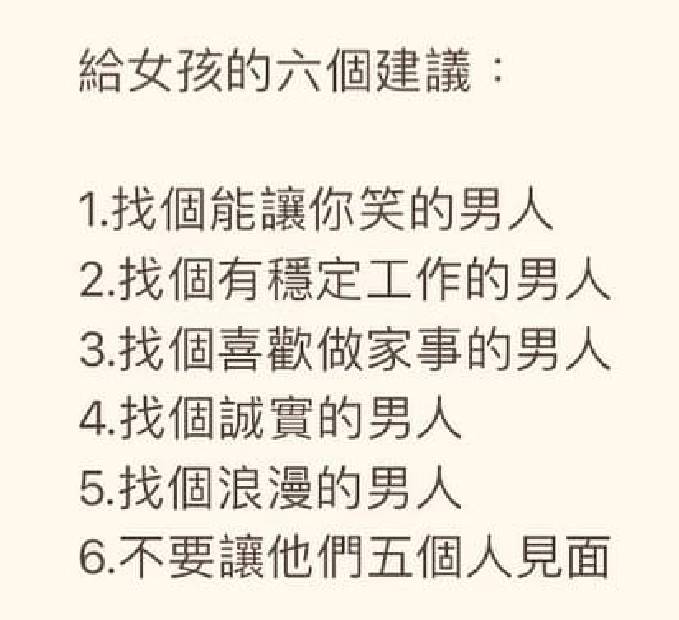 給女孩的六個建議：
1.找個能讓你笑的男人
2.找個有穩定工作的男人
3.找個喜歡做家事的男人
4.找個誠實的男人
5.找個浪漫的男人
6.不要讓他們五個人見面